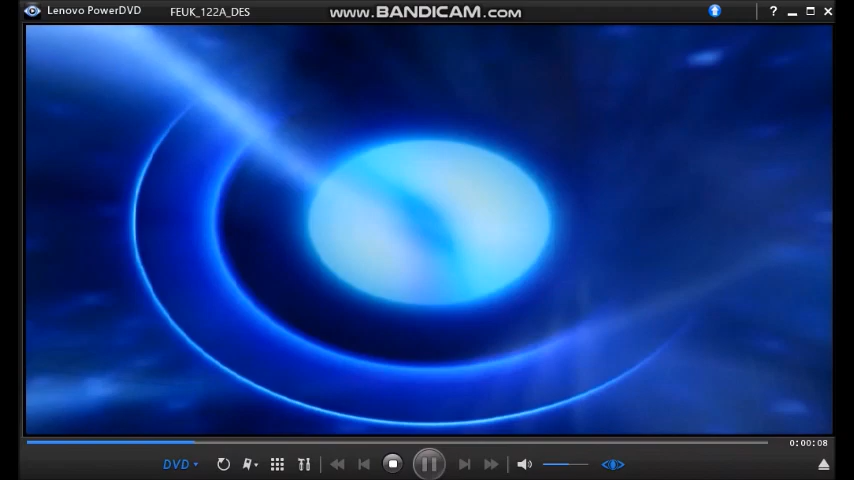 Lenovo PowerDVD
FEUK_122A_DES
www.BANDICAM.com
?
0:00:08
DVD